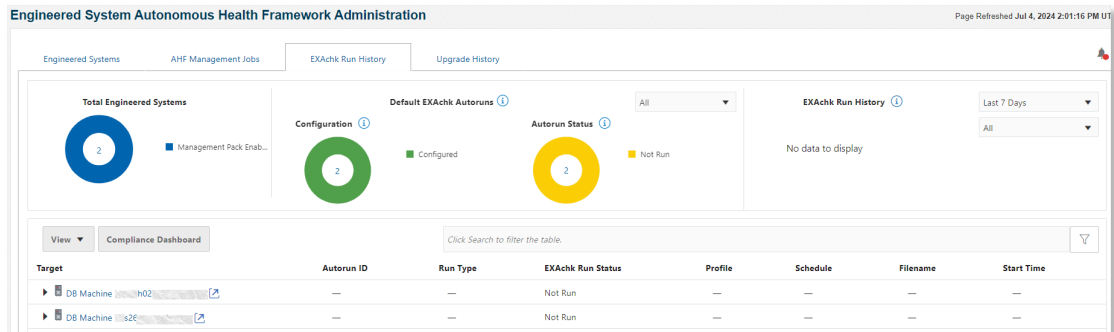 Engineered System Autonomous Health Framework Administration
Page Refreshed Jul 4, 2024 2:01:16 PM UT
Engineered Systems AHF Management Jobs EXAchk Run History Upgrade History
Total Engineered Systems
2
Management Pack Enab...
Default EXAchk Autoruns
All
Configuration
2
Configured
Autorun Status
2
Not Run
EXAchk Run History
Last 7 Days
All
No data to display
View Compliance Dashboard Click Search to filter the table.
Target Autorun ID Run Type EXAchk Run Status Profile Schedule Filename Start Time
DB Machine h02 — — Not Run — — — —
DB Machine s26 — — Not Run — — — —